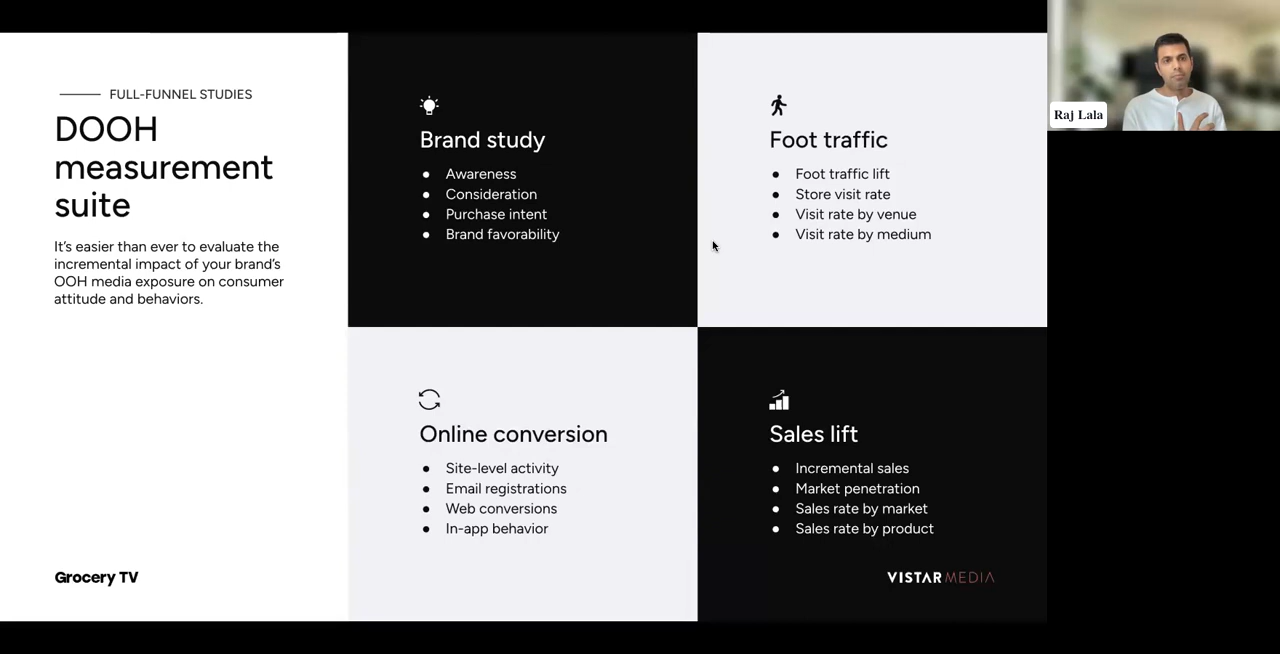 FULL-FUNNEL STUDIES
DOOH
measurement
suite
It’s easier than ever to evaluate the
incremental impact of your brand’s
OOH media exposure on consumer
attitude and behaviors.
Grocery TV
Brand study
Awareness
Consideration
Purchase intent
Brand favorability
Foot traffic
Foot traffic lift
Store visit rate
Visit rate by venue
Visit rate by medium
Online conversion
Site-level activity
Email registrations
Web conversions
In-app behavior
Sales lift
Incremental sales
Market penetration
Sales rate by market
Sales rate by product
VISTAR MEDIA
Raj Lala